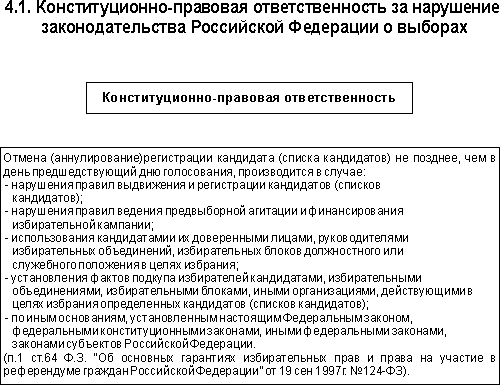 4.1. Конституционно-правовая ответственность за нарушение
законодательства Российской Федерации о выборах
Конституционно-правовая ответственность
Отмена (аннулирование)регистрации кандидата (списка кандидатов) не позднее, чем в
день предшедствующий дню голосования, производится в случае:
- нарушения правил выдвижения и регистрации кандидатов (списков
кандидатов);
- нарушения правил ведения предвыборной агитации и финансирования
избирательной кампании;
- использования кандидатами их доверенными лицами, руководителями
избирательных объединений, избирательных блоков должностного или
служебного положения в целях избрания;
- установления фактов подкупа избирателей кандидатами, избирательными
объединениями, избирательными блоками, иными организациями, действующими в
целях избрания определенных кандидатов (списков кандидатов);
- по иным основаниям, установленным настоящим Федеральным законом,
федеральными конституционными законами, иными федеральными законами,
законами субъектов Российской Федерации.
(п.1 ст.64 Ф.З. "Об основных гарантиях избирательных прав и права на участие в
референдуме граждан Российской Федерации" от 19 сен 1997г. №124-ФЗ).